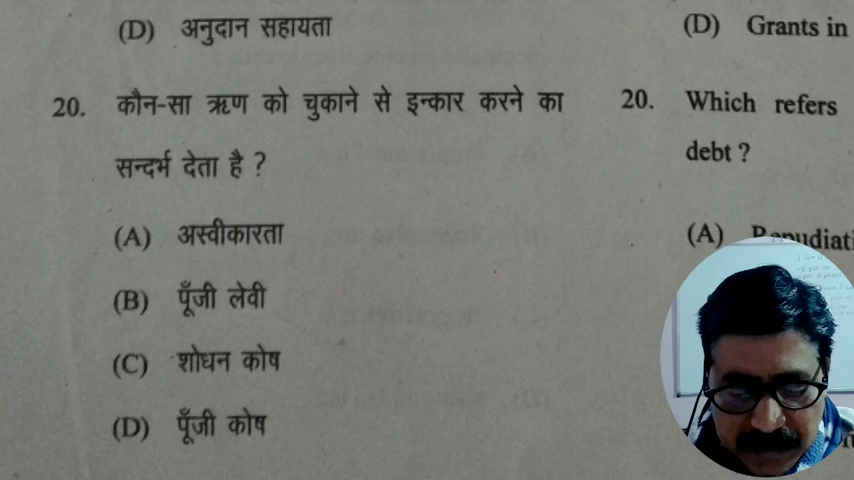 (D) अनुदान सहायता
20. कौन-सा ऋण को चुकाने से इन्कार करने का
सन्दर्भ देता है ?
(A) अस्वीकारता
(B) पूँजी लेवी
(C) शोधन कोष
(D) पूँजी कोष
(D) Grants in
20. Which refers
debt ?
(A)